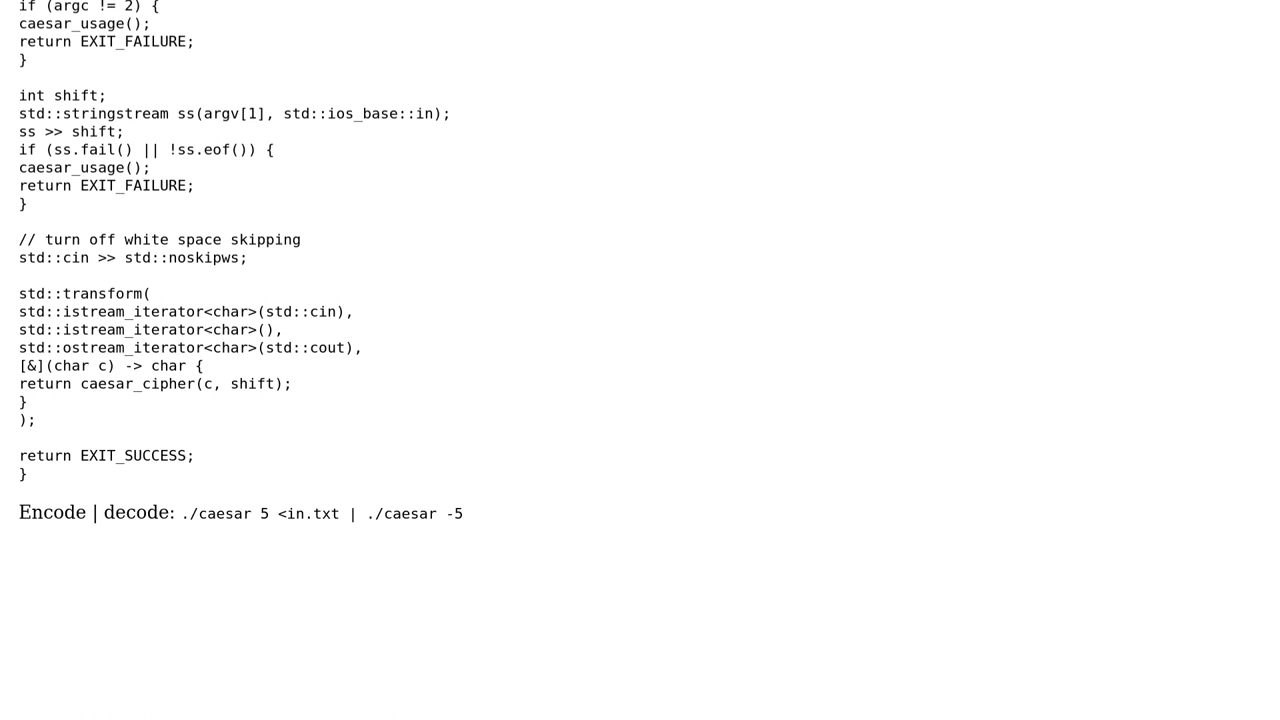 if (argc != 2) {
caesar_usage();
return EXIT_FAILURE;
}

int shift;
std::stringstream ss(argv[1], std::ios_base::in);
ss >> shift;
if (ss.fail() || !ss.eof()) {
caesar_usage();
return EXIT_FAILURE;
}

// turn off white space skipping
std::cin >> std::noskipws;

std::transform(
std::istream_iterator<char>(std::cin),
std::istream_iterator<char>(),
std::ostream_iterator<char>(std::cout),
[&](char c) -> char {
return caesar_cipher(c, shift);
}
);

return EXIT_SUCCESS;
}

Encode | decode: ./caesar 5 <in.txt | ./caesar -5